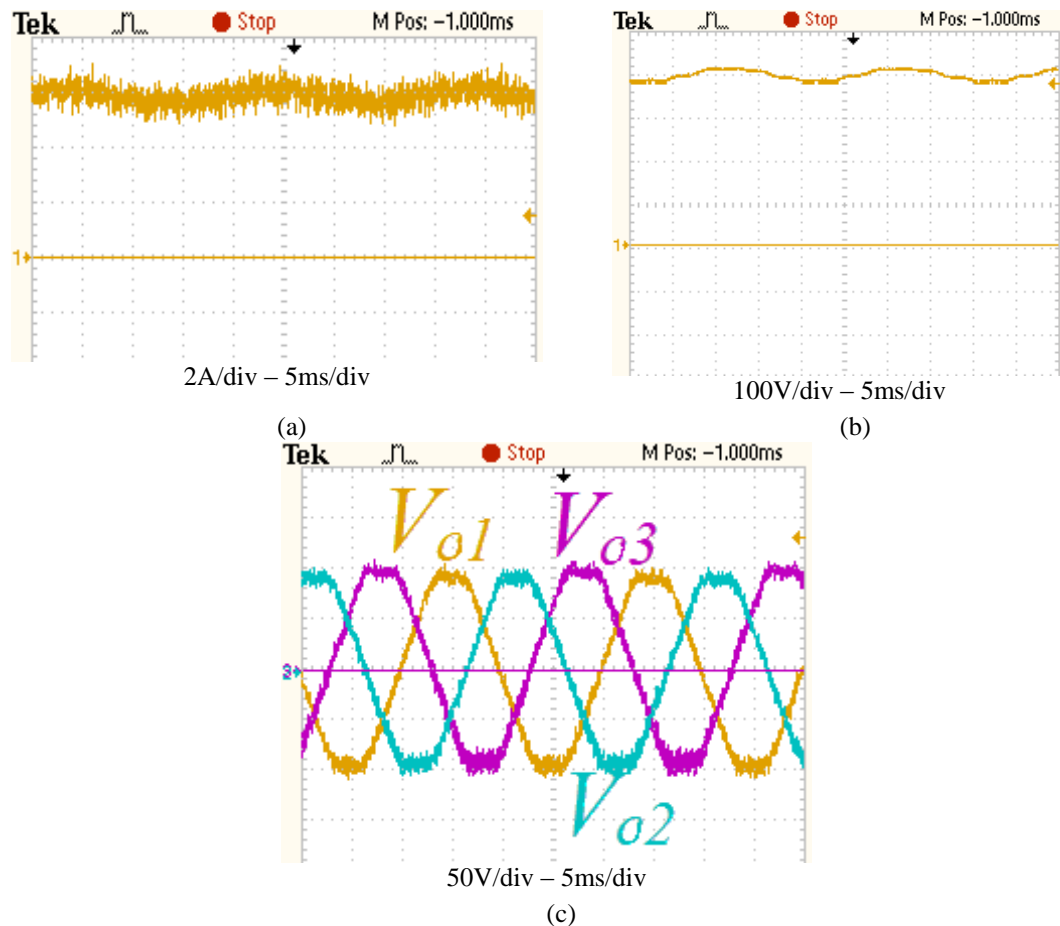 Tek Stop M Pos: -1.000ms
1
2A/div – 5ms/div
(a)
Tek Stop M Pos: -1.000ms
1
100V/div – 5ms/div
(b)
Tek Stop M Pos: -1.000ms
Vo1
Vo3
3
Vo2
50V/div – 5ms/div
(c)